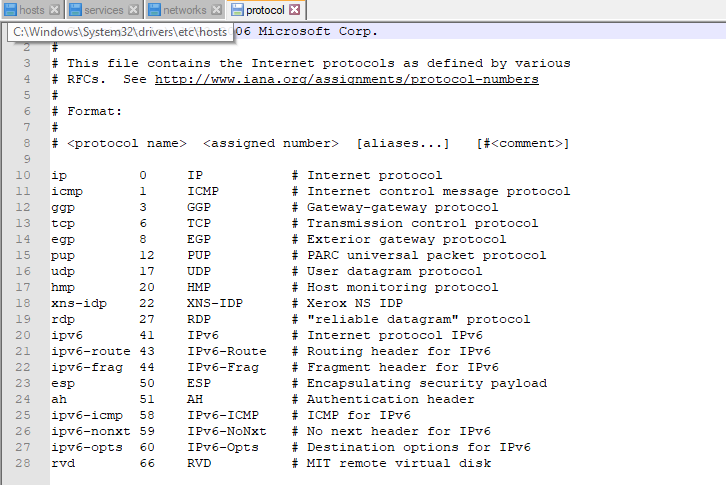 hosts services networks protocol
C:\Windows\System32\drivers\etc\hosts 06 Microsoft Corp.
2 #
3 # This file contains the Internet protocols as defined by various
4 # RFCs.  See http://www.iana.org/assignments/protocol-numbers
5 #
6 # Format:
7 #
8 # <protocol name>  <assigned number>  [aliases...]   [#<comment>]
9
10 ip         0     IP           # Internet protocol
11 icmp       1     ICMP         # Internet control message protocol
12 ggp        3     GGP          # Gateway-gateway protocol
13 tcp        6     TCP          # Transmission control protocol
14 egp        8     EGP          # Exterior gateway protocol
15 pup        12    PUP          # PARC universal packet protocol
16 udp        17    UDP          # User datagram protocol
17 hmp        20    HMP          # Host monitoring protocol
18 xns-idp    22    XNS-IDP      # Xerox NS IDP
19 rdp        27    RDP          # "reliable datagram" protocol
20 ipv6       41    IPv6         # Internet protocol IPv6
21 ipv6-route 43    IPv6-Route   # Routing header for IPv6
22 ipv6-frag  44    IPv6-Frag    # Fragment header for IPv6
23 esp        50    ESP          # Encapsulating security payload
24 ah         51    AH           # Authentication header
25 ipv6-icmp  58    IPv6-ICMP    # ICMP for IPv6
26 ipv6-nonxt 59    IPv6-NoNxt   # No next header for IPv6
27 ipv6-opts  60    IPv6-Opts    # Destination options for IPv6
28 rvd        66    RVD          # MIT remote virtual disk